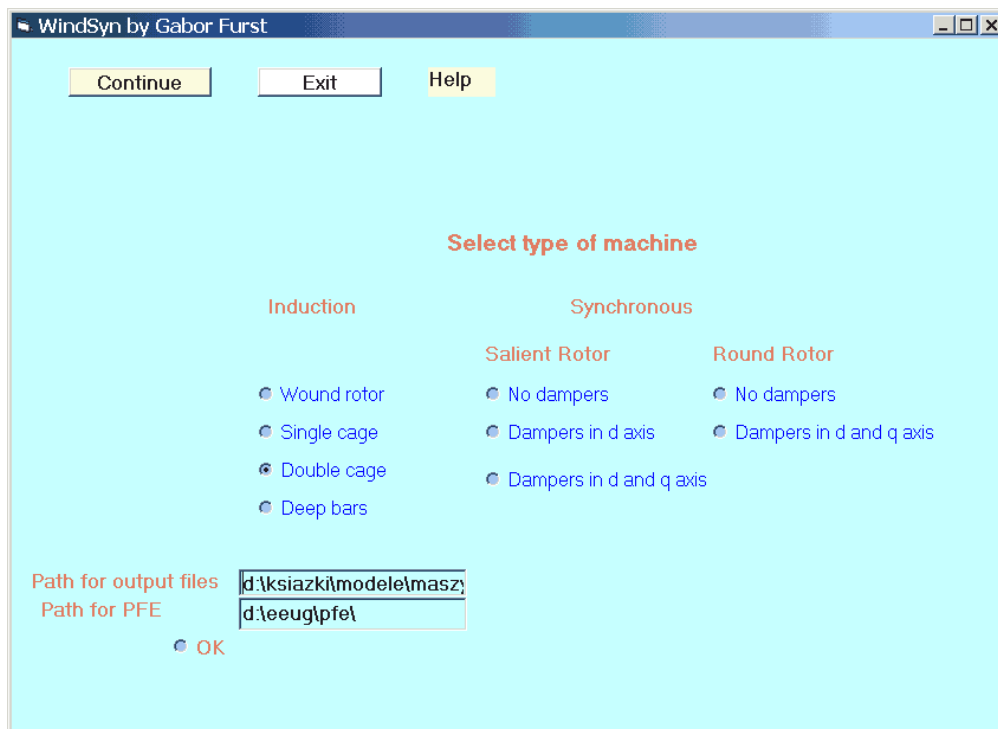 WindSyn by Gabor Furst
Continue Exit Help
Select type of machine
Induction Synchronous
Salient Rotor Round Rotor
Wound rotor No dampers No dampers
Single cage Dampers in d axis Dampers in d and q axis
Double cage
Dampers in d and q axis
Deep bars
Path for output files d:\ksiazki\modele\maszy
Path for PFE d:\eeug\pfe\
OK